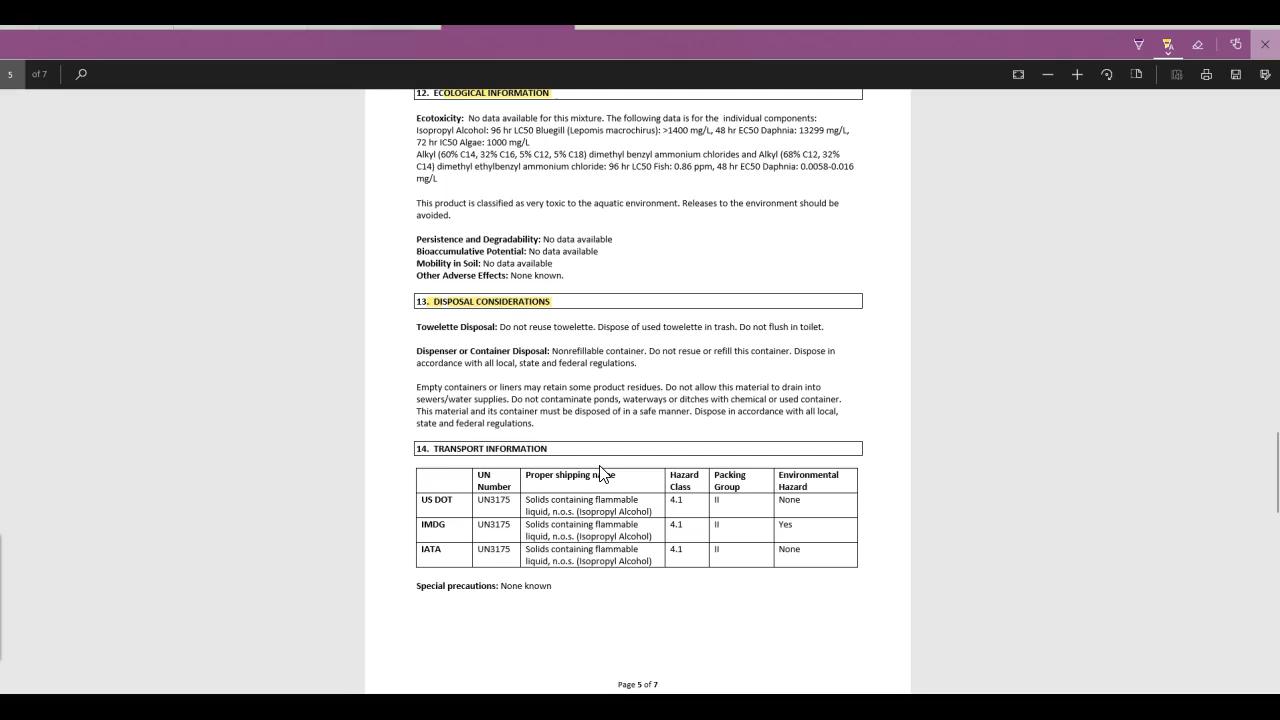 5 of 7
12. ECOLOGICAL INFORMATION
Ecotoxicity: No data available for this mixture. The following data is for the individual components:
Isopropyl Alcohol: 96 hr LC50 Bluegill (Lepomis macrochirus): >1400 mg/L, 48 hr EC50 Daphnia: 13299 mg/L,
72 hr IC50 Algae: 1000 mg/L
Alkyl (60% C14, 32% C16, 5% C12, 5% C18) dimethyl benzyl ammonium chlorides and Alkyl (68% C12, 32%
C14) dimethyl ethylbenzyl ammonium chloride: 96 hr LC50 Fish: 0.86 ppm, 48 hr EC50 Daphnia: 0.0058-0.016
mg/L
This product is classified as very toxic to the aquatic environment. Releases to the environment should be
avoided.
Persistence and Degradability: No data available
Bioaccumulative Potential: No data available
Mobility in Soil: No data available
Other Adverse Effects: None known.
13. DISPOSAL CONSIDERATIONS
Towelette Disposal: Do not reuse towelette. Dispose of used towelette in trash. Do not flush in toilet.
Dispenser or Container Disposal: Nonrefillable container. Do not resue or refill this container. Dispose in
accordance with all local, state and federal regulations.
Empty containers or liners may retain some product residues. Do not allow this material to drain into
sewers/water supplies. Do not contaminate ponds, waterways or ditches with chemical or used container.
This material and its container must be disposed of in a safe manner. Dispose in accordance with all local,
state and federal regulations.
14. TRANSPORT INFORMATION
UN Number Proper shipping name Hazard Class Packing Group Environmental Hazard
US DOT UN3175 Solids containing flammable liquid, n.o.s. (Isopropyl Alcohol) 4.1 II None
IMDG UN3175 Solids containing flammable liquid, n.o.s. (Isopropyl Alcohol) 4.1 II Yes
IATA UN3175 Solids containing flammable liquid, n.o.s. (Isopropyl Alcohol) 4.1 II None
Special precautions: None known
Page 5 of 7